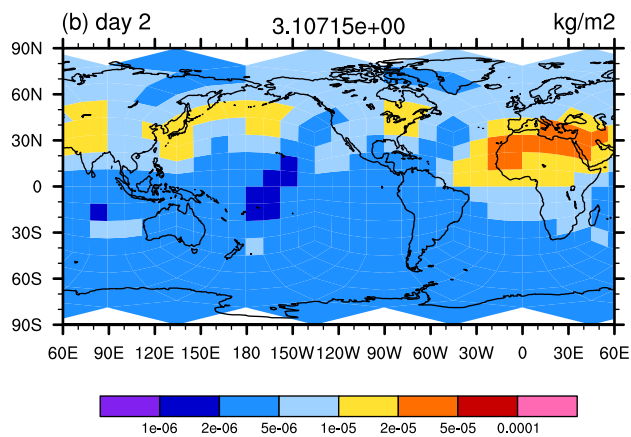 (b) day 2 3.10715e+00 kg/m2
90N
60N
30N
0
30S
60S
90S
60E 90E 120E 150E 180 150W 120W 90W 60W 30W 0 30E 60E
1e-06 2e-06 5e-06 1e-05 2e-05 5e-05 0.0001